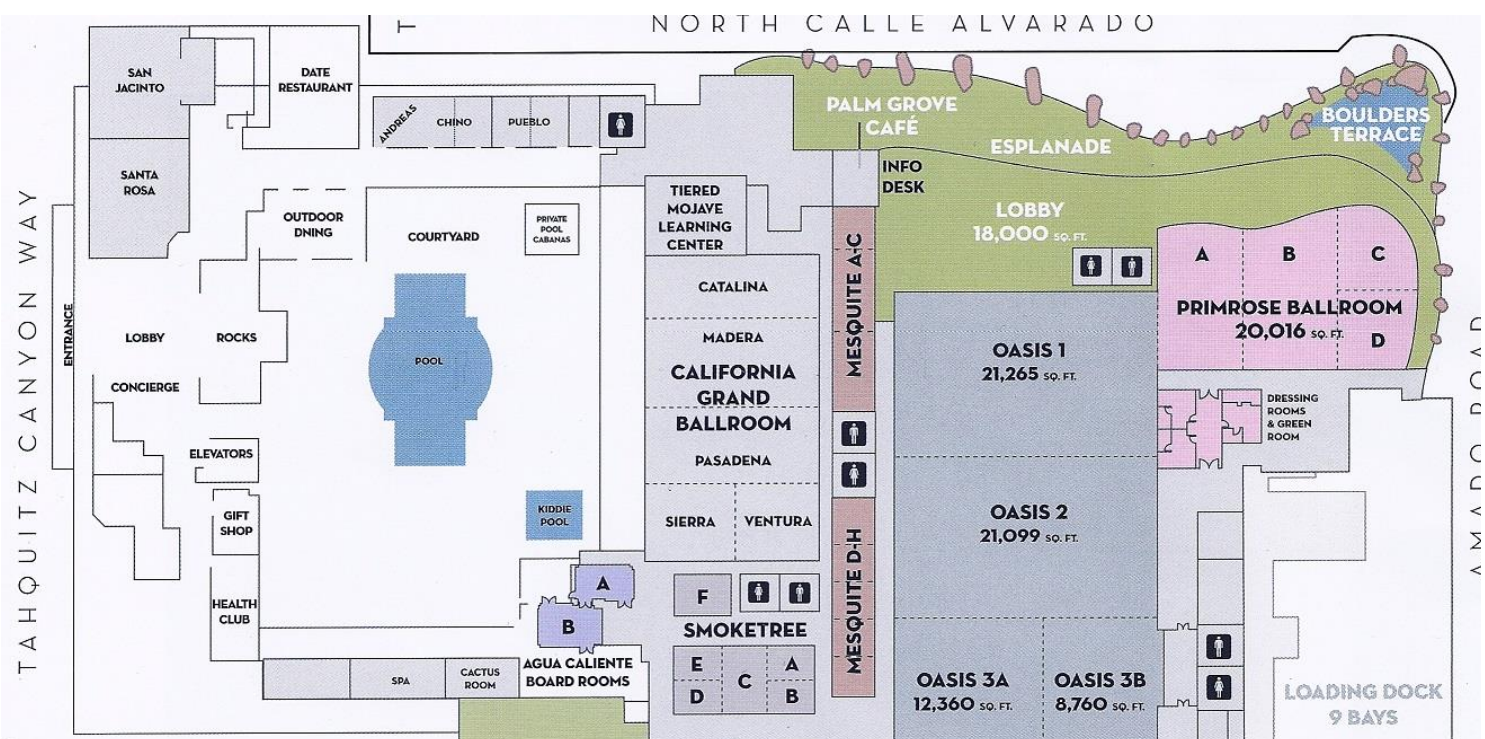 NORTH CALLE ALVARADO
T
SAN
JACINTO
DATE
RESTAURANT
ANDREAS
CHINO
PUEBLO
PALM GROVE
CAFÉ
ESPLANADE
BOULDERS
TERRACE
SANTA
ROSA
INFO
DESK
TIERED
MOJAVE
LEARNING
CENTER
OUTDOOR
DNING
COURTYARD
PRIVATE
POOL
CABANAS
LOBBY
18,000 SQ. FT.
A
B
C
D
PRIMROSE BALLROOM
20,016 SQ. FT.
TAHQUITZ CANYON WAY
ENTRANCE
LOBBY
ROCKS
CONCIERGE
POOL
CATALINA
MADERA
CALIFORNIA
GRAND
BALLROOM
PASADENA
SIERRA
VENTURA
MESQUITE A-C
MESQUITE D-H
OASIS 1
21,265 SQ. FT.
DRESSING
ROOMS
& GREEN
ROOM
AMADO ROAD
ELEVATORS
GIFT
SHOP
KIDDIE
POOL
OASIS 2
21,099 SQ. FT.
HEALTH
CLUB
A
B
AGUA CALIENTE
BOARD ROOMS
F
SMOKETREE
E
D
C
A
B
SPA
CACTUS
ROOM
OASIS 3A
12,360 SQ. FT.
OASIS 3B
8,760 SQ. FT.
LOADING DOCK
9 BAYS